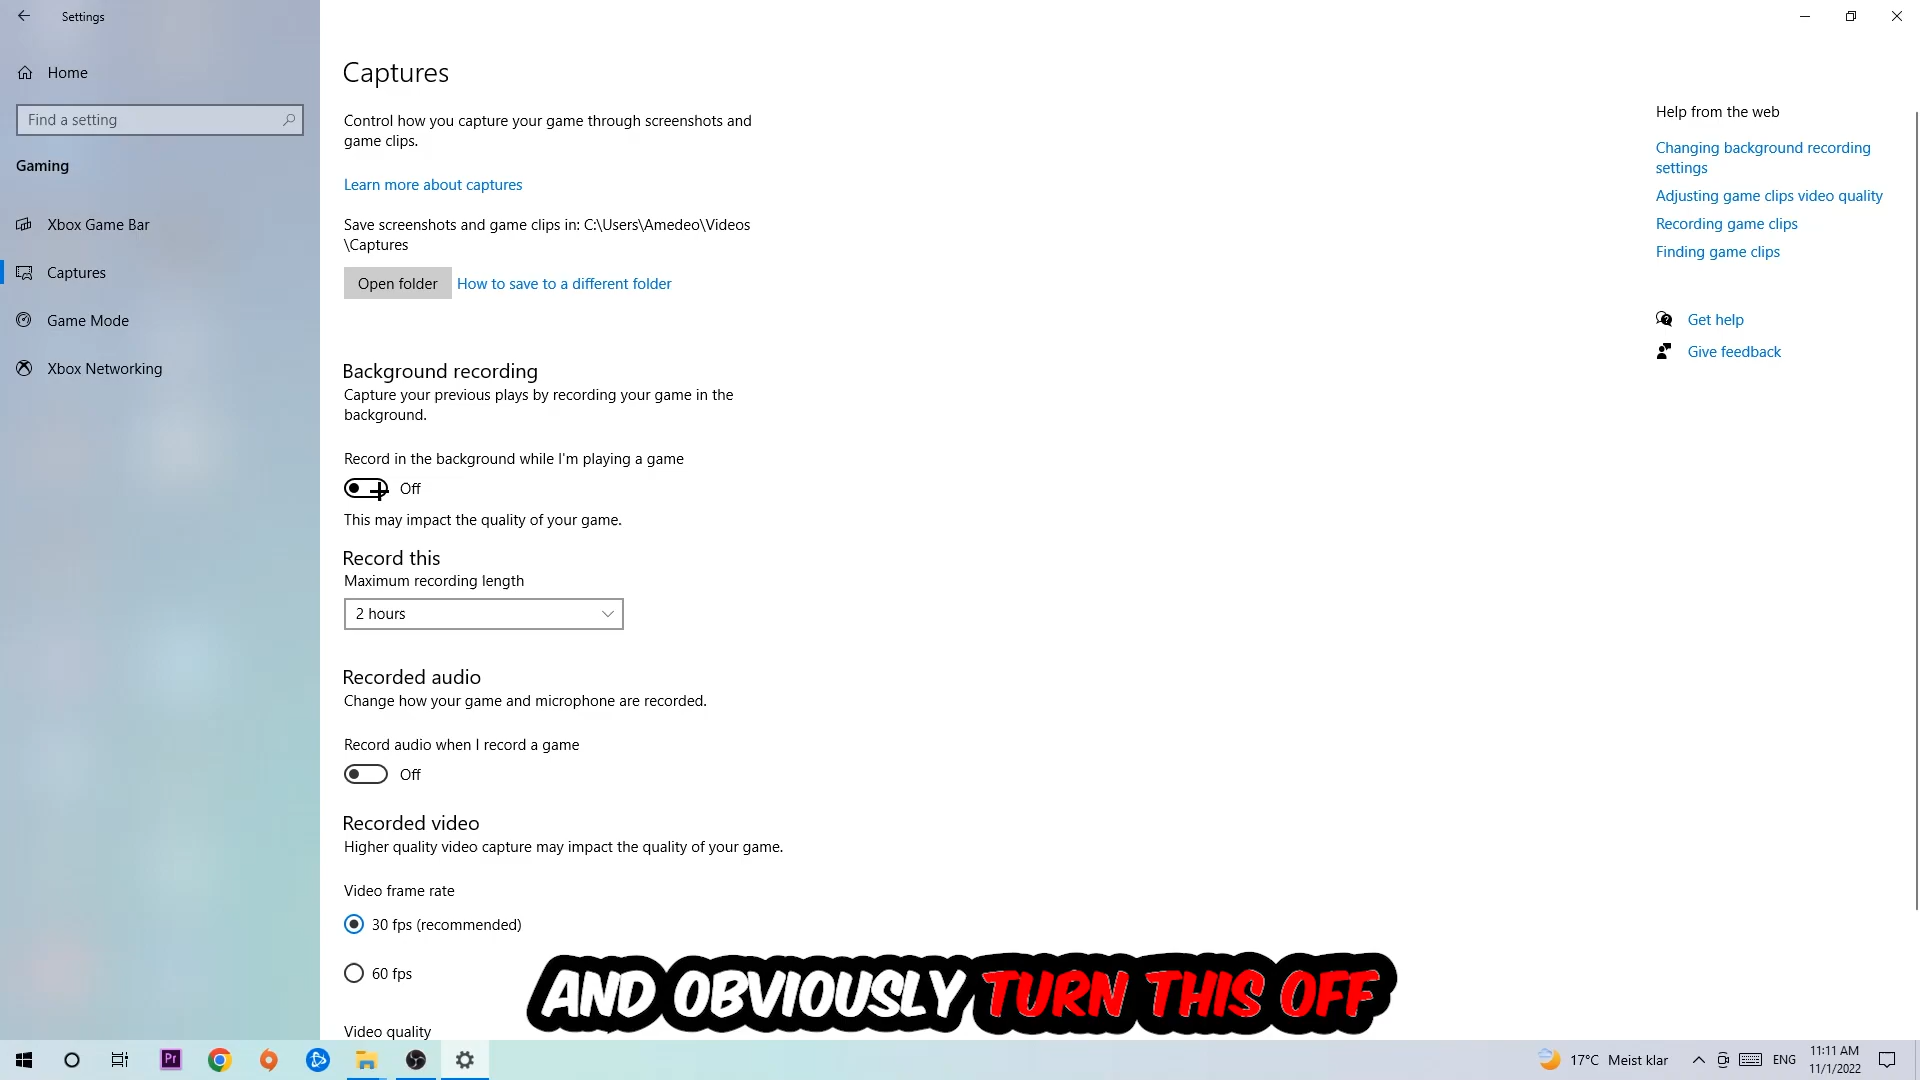 Settings
Home
Find a setting
Gaming
Xbox Game Bar
Captures
Game Mode
Xbox Networking
Captures
Control how you capture your game through screenshots and
game clips.
Learn more about captures
Save screenshots and game clips in: C:\Users\Amedeo\Videos
\Captures
Open folder
How to save to a different folder
Background recording
Capture your previous plays by recording your game in the
background.
Record in the background while I'm playing a game
Off
This may impact the quality of your game.
Record this
Maximum recording length
2 hours
Recorded audio
Change how your game and microphone are recorded.
Record audio when I record a game
Off
Recorded video
Higher quality video capture may impact the quality of your game.
Video frame rate
30 fps (recommended)
60 fps
Video quality
Help from the web
Changing background recording
settings
Adjusting game clips video quality
Recording game clips
Finding game clips
Get help
Give feedback
AND OBVIOUSLY TURN THIS OFF
Pr
17°C Meist klar
ENG
11:11 AM
11/1/2022